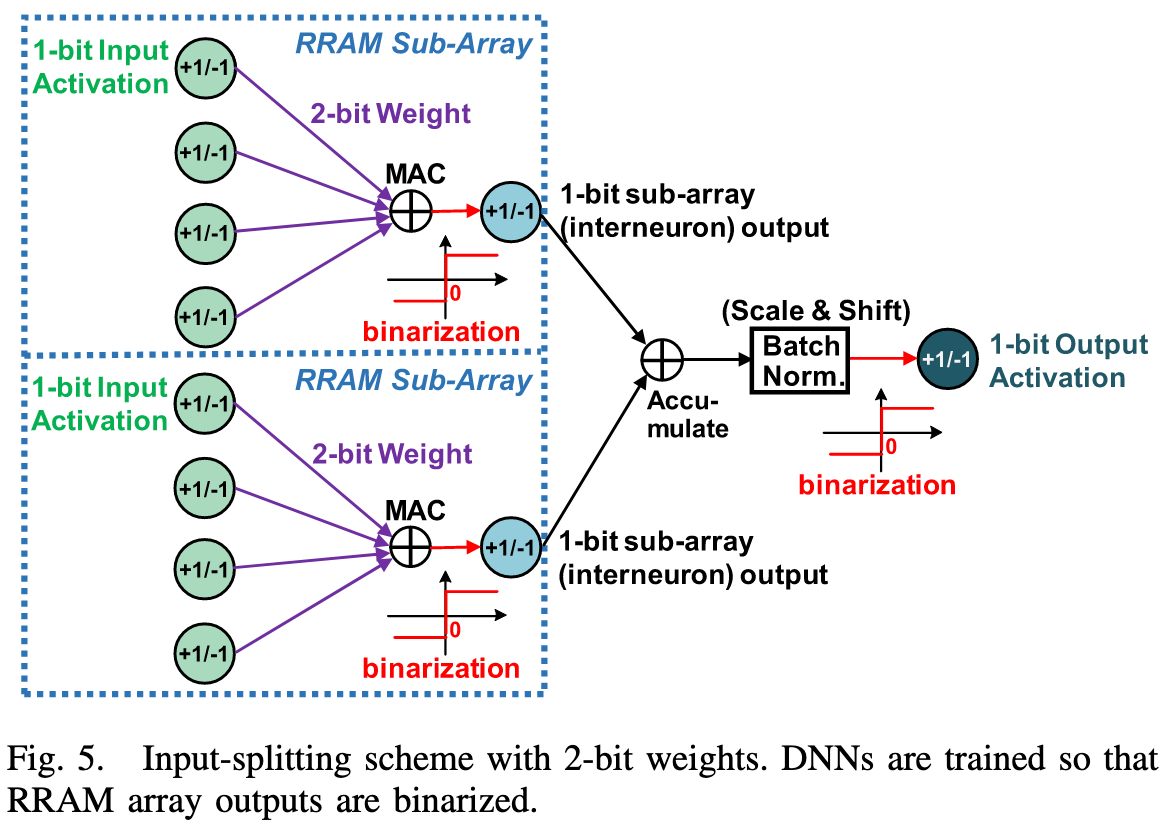 RRAM Sub-Array
1-bit Input
Activation
+1/-1
2-bit Weight
+1/-1
MAC
+1/-1
+1/-1
+1/-1
0
binarization
1-bit sub-array
(interneuron) output
RRAM Sub-Array
1-bit Input
Activation
+1/-1
2-bit Weight
+1/-1
MAC
+1/-1
+1/-1
+1/-1
0
binarization
1-bit sub-array
(interneuron) output
Accu-
mulate
(Scale & Shift)
Batch
Norm.
+1/-1
1-bit Output
Activation
0
binarization
Fig. 5. Input-splitting scheme with 2-bit weights. DNNs are trained so that
RRAM array outputs are binarized.